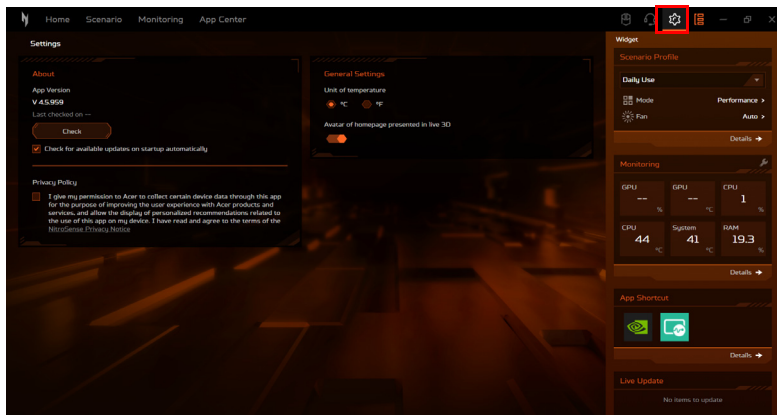 Home Scenario Monitoring App Center
Settings
About
App Version
V 4.5.959
Last checked on --
Check
Check for available updates on startup automatically
Privacy Policy
I give my permission to Acer to collect certain device data through this app
for the purpose of improving the user experience with Acer products and
services, and allow the display of personalized recommendations related to
the use of this app on my device. I have read and agree to the terms of the
NitroSense Privacy Notice
General Settings
Unit of temperature
°C °F
Avatar of homepage presented in live 3D
Widget
Scenario Profile
Daily Use
Mode Performance >
Fan Auto >
Details →
Monitoring
GPU GPU CPU
-- -- 1
% °C %
CPU System RAM
44 41 19.3
°C °C %
Details →
App Shortcut
Details →
Live Update
No items to update